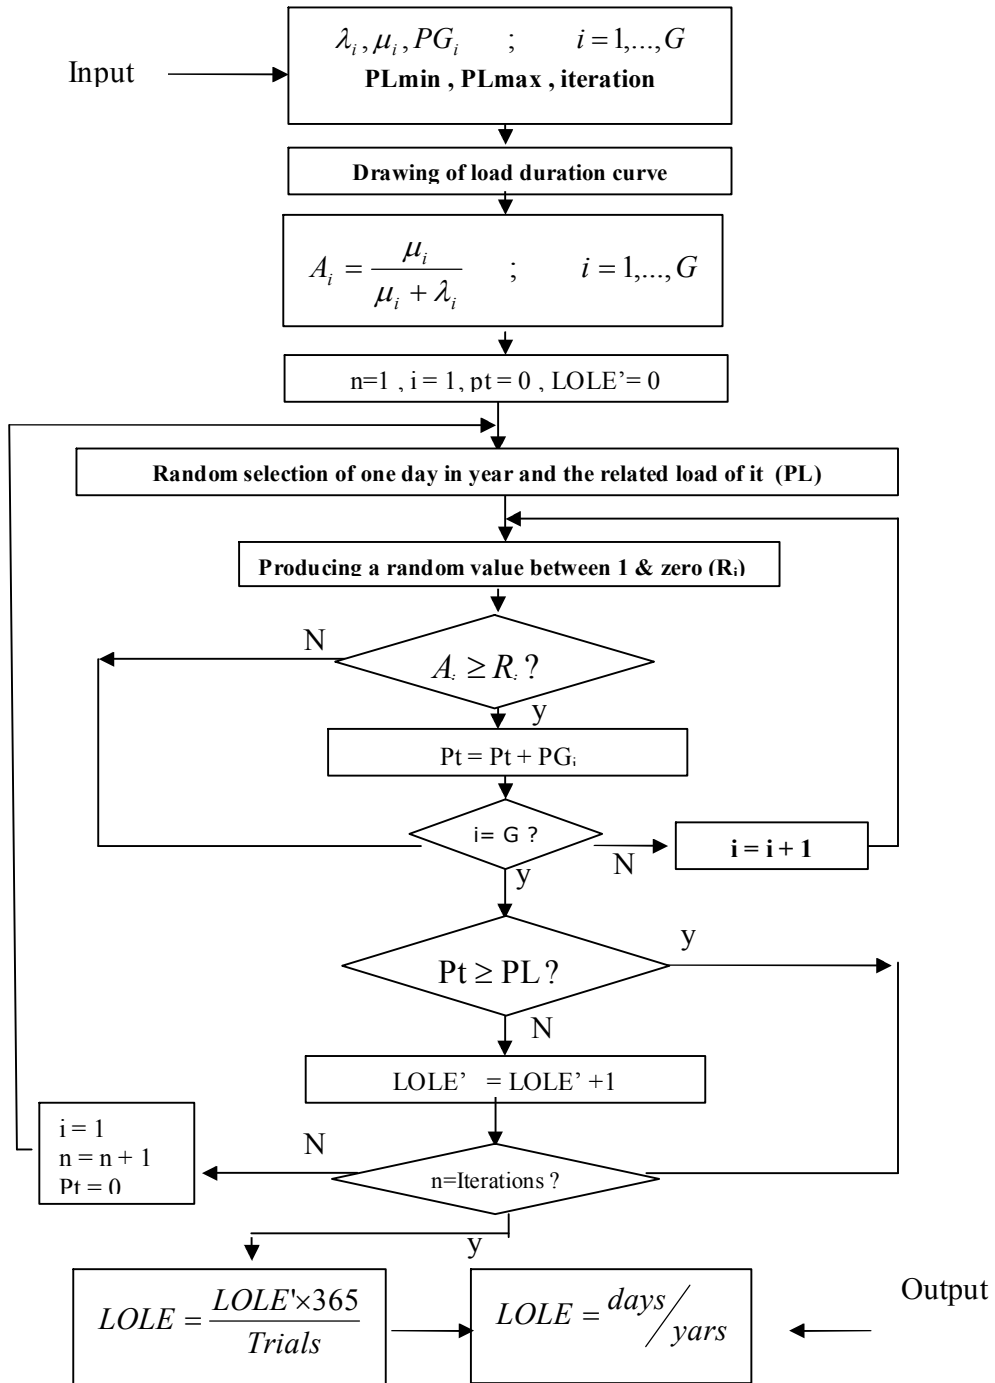 λi, μi, PGi ; i = 1,..., G
Input
PLmin , PLmax , iteration
Drawing of load duration curve
Ai = μi / (μi + λi) ; i = 1,..., G
n=1 , i = 1, pt = 0 , LOLE’= 0
Random selection of one day in year and the related load of it (PL)
Producing a random value between 1 & zero (Ri)
N
Ai ≥ Ri ?
y
Pt = Pt + PGi
i= G ?
N
i = i + 1
y
y
Pt ≥ PL ?
N
LOLE’ = LOLE’ +1
i = 1
n = n + 1
Pt = 0
N
n=Iterations ?
y
LOLE = LOLE'×365 / Trials
LOLE = days / yars
Output